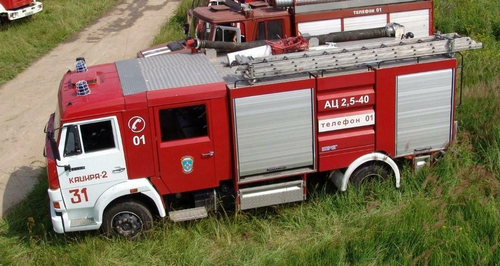 ТЕЛЕФОН 01
01
КАШИРА-2
31
АЦ 2,5-40
телефон 01